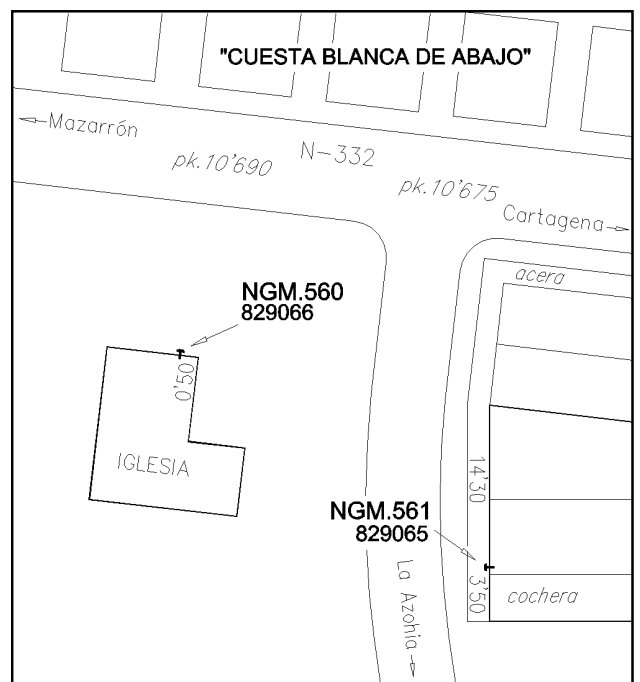 "CUESTA BLANCA DE ABAJO"
Mazarrón
N-332
pk.10'690
pk.10'675
Cartagena
acera
NGM.560
829066
0'50
IGLESIA
14'30
NGM.561
829065
3'50
cochera
La Azohia